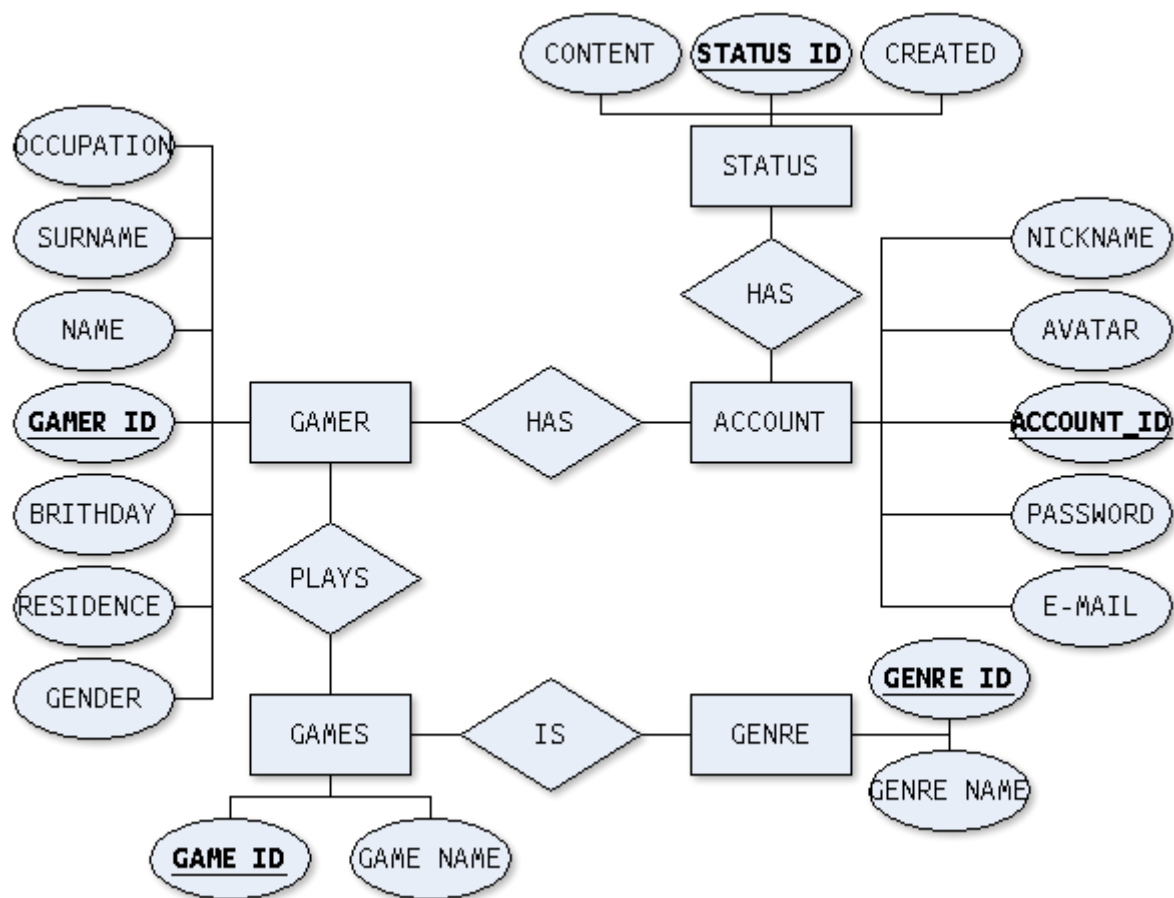 CONTENT
STATUS ID
CREATED
OCCUPATION
STATUS
SURNAME
NICKNAME
HAS
NAME
AVATAR
GAMER ID
GAMER
HAS
ACCOUNT
ACCOUNT_ID
BRITHDAY
PASSWORD
PLAYS
RESIDENCE
E-MAIL
GENDER
GENRE ID
GAMES
IS
GENRE
GENRE NAME
GAME ID
GAME NAME